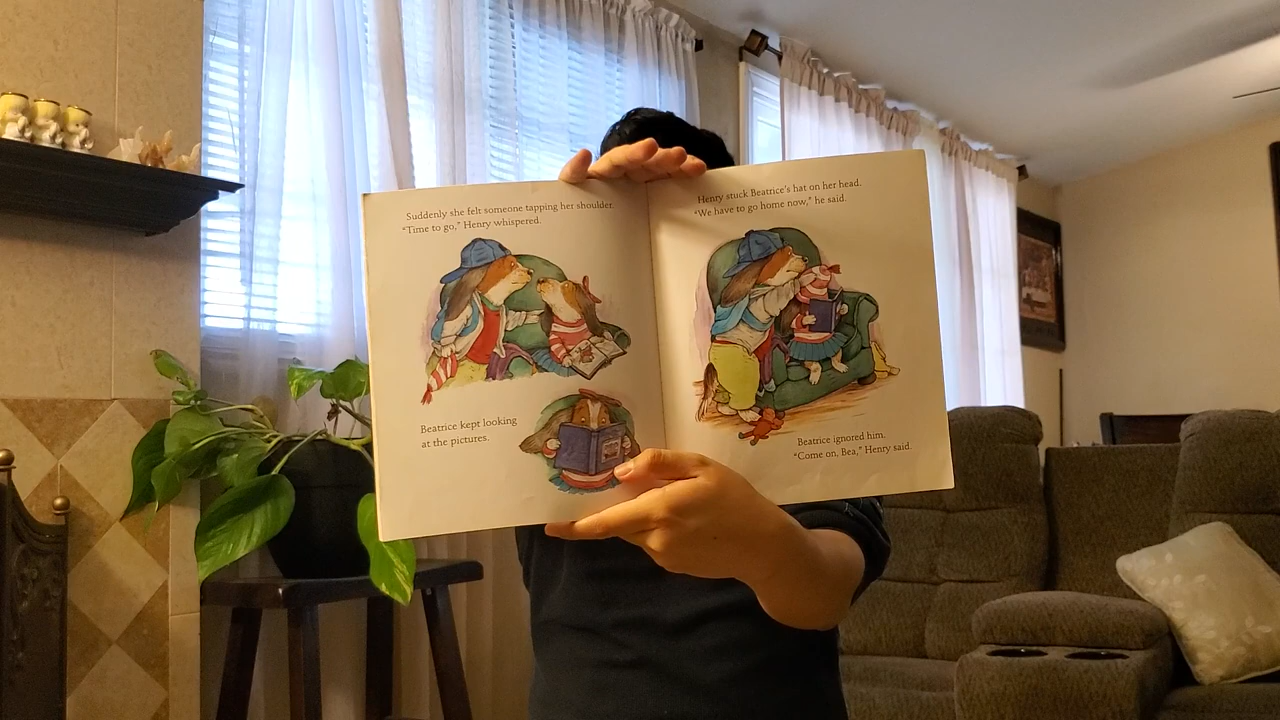 Suddenly she felt someone tapping her shoulder.
"Time to go," Henry whispered.
Beatrice kept looking
at the pictures.
Henry stuck Beatrice's hat on her head.
"We have to go home now," he said.
Beatrice ignored him.
"Come on, Bea," Henry said.